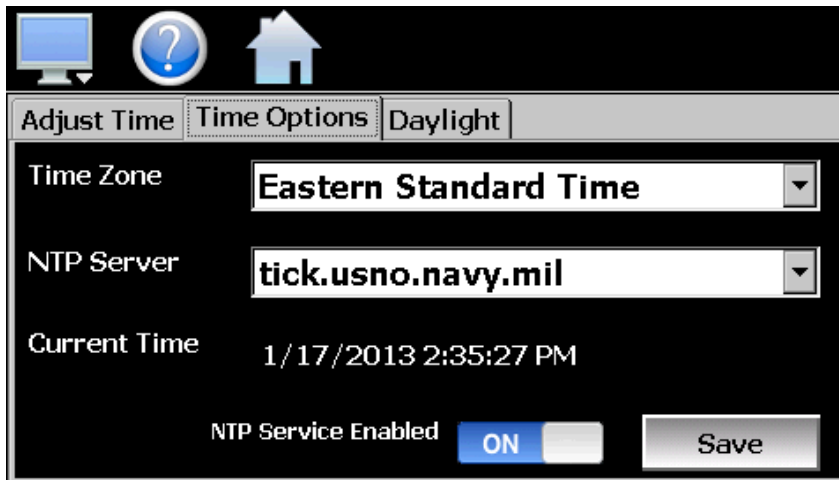 ?
Adjust Time Time Options Daylight
Time Zone Eastern Standard Time
NTP Server tick.usno.navy.mil
Current Time 1/17/2013 2:35:27 PM
NTP Service Enabled ON Save